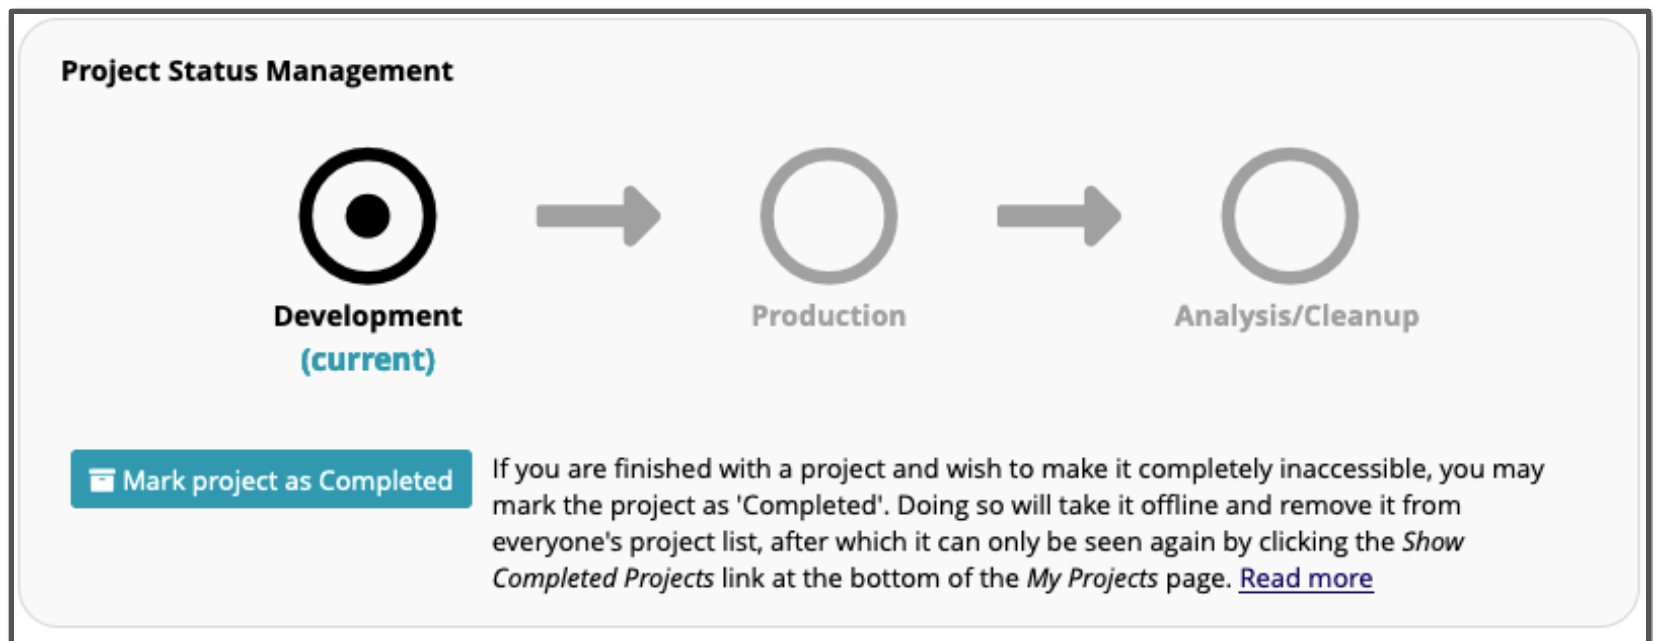 Project Status Management
Development
(current)
Production
Analysis/Cleanup
Mark project as Completed
If you are finished with a project and wish to make it completely inaccessible, you may
mark the project as 'Completed'. Doing so will take it offline and remove it from
everyone's project list, after which it can only be seen again by clicking the Show
Completed Projects link at the bottom of the My Projects page. Read more